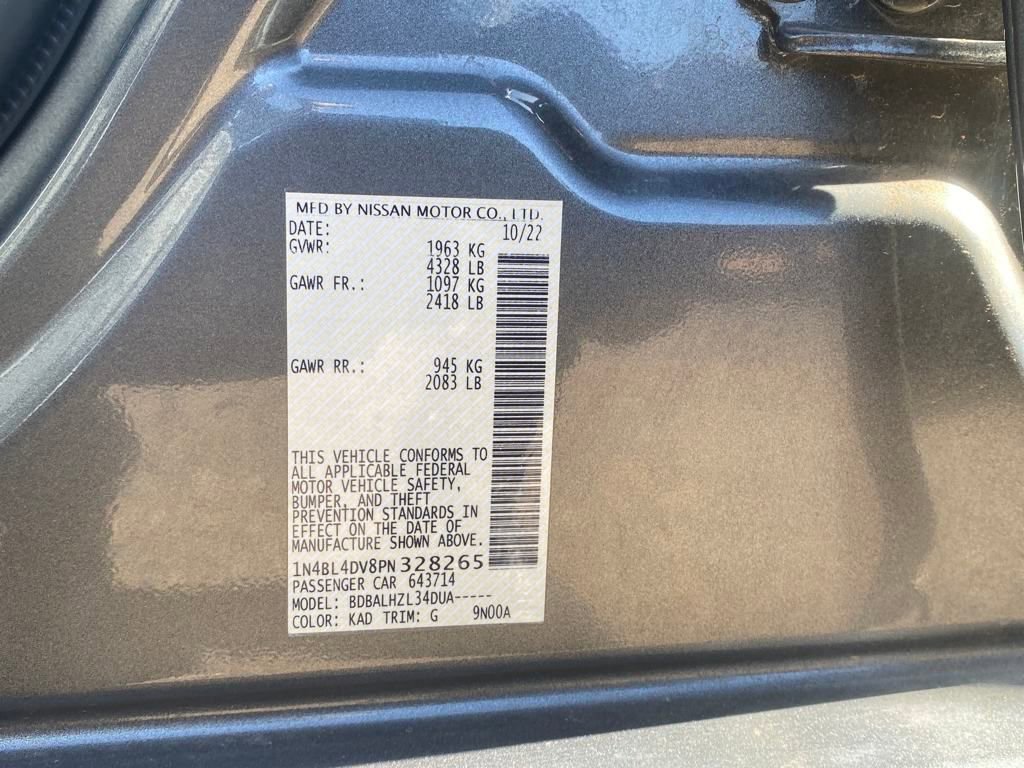 MFD BY NISSAN MOTOR CO., LTD.
DATE: 10/22
GVWR: 1963 KG
4328 LB
GAWR FR.: 1097 KG
2418 LB
GAWR RR.: 945 KG
2083 LB
THIS VEHICLE CONFORMS TO
ALL APPLICABLE FEDERAL
MOTOR VEHICLE SAFETY,
BUMPER, AND THEFT
PREVENTION STANDARDS IN
EFFECT ON THE DATE OF
MANUFACTURE SHOWN ABOVE.
1N4BL4DV8PN328265
PASSENGER CAR 643714
MODEL: BDBALHZL34DUA-----
COLOR: KAD TRIM: G 9N00A